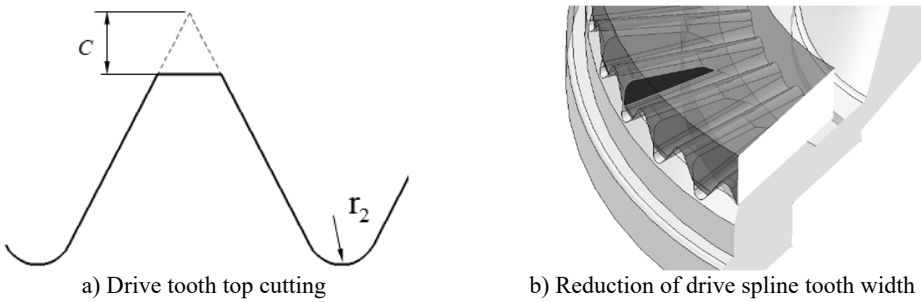 C
r2
a) Drive tooth top cutting
b) Reduction of drive spline tooth width